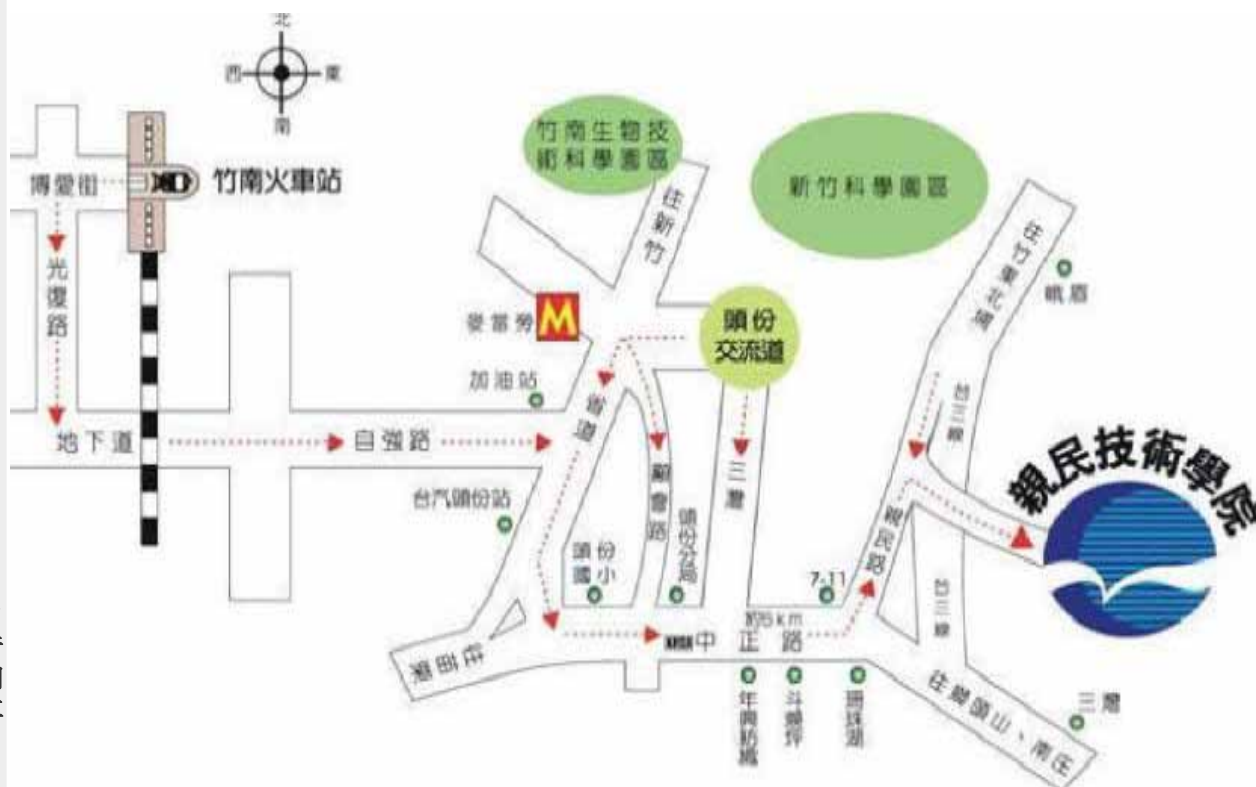 北
西
東
南
竹南生物技
術科學園區
新竹科學園區
竹南火車站
博愛街
光復路
地下道
自強路
往新竹
麥當勞
M
加油站
省道
頭份
交流道
往竹東北埔
峨眉
台三線
親民技術學院
台汽頭份站
頭份
國小
顯會路
頭份分局
三灣
7-11
親民路
約5km
中正路
台三線
往苗栗
年興紡織
斗煥坪
珊珠湖
往獅頭山、南庄
三灣